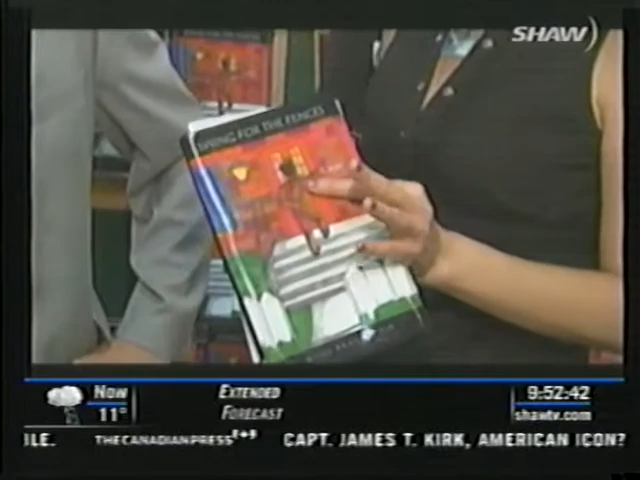 SHAW)
SWING FOR THE FENCES
Now
11°
EXTENDED
FORECAST
9:52:42
shawtv.com
ILE. THECANADIANPRESS CAPT. JAMES T. KIRK, AMERICAN ICON?